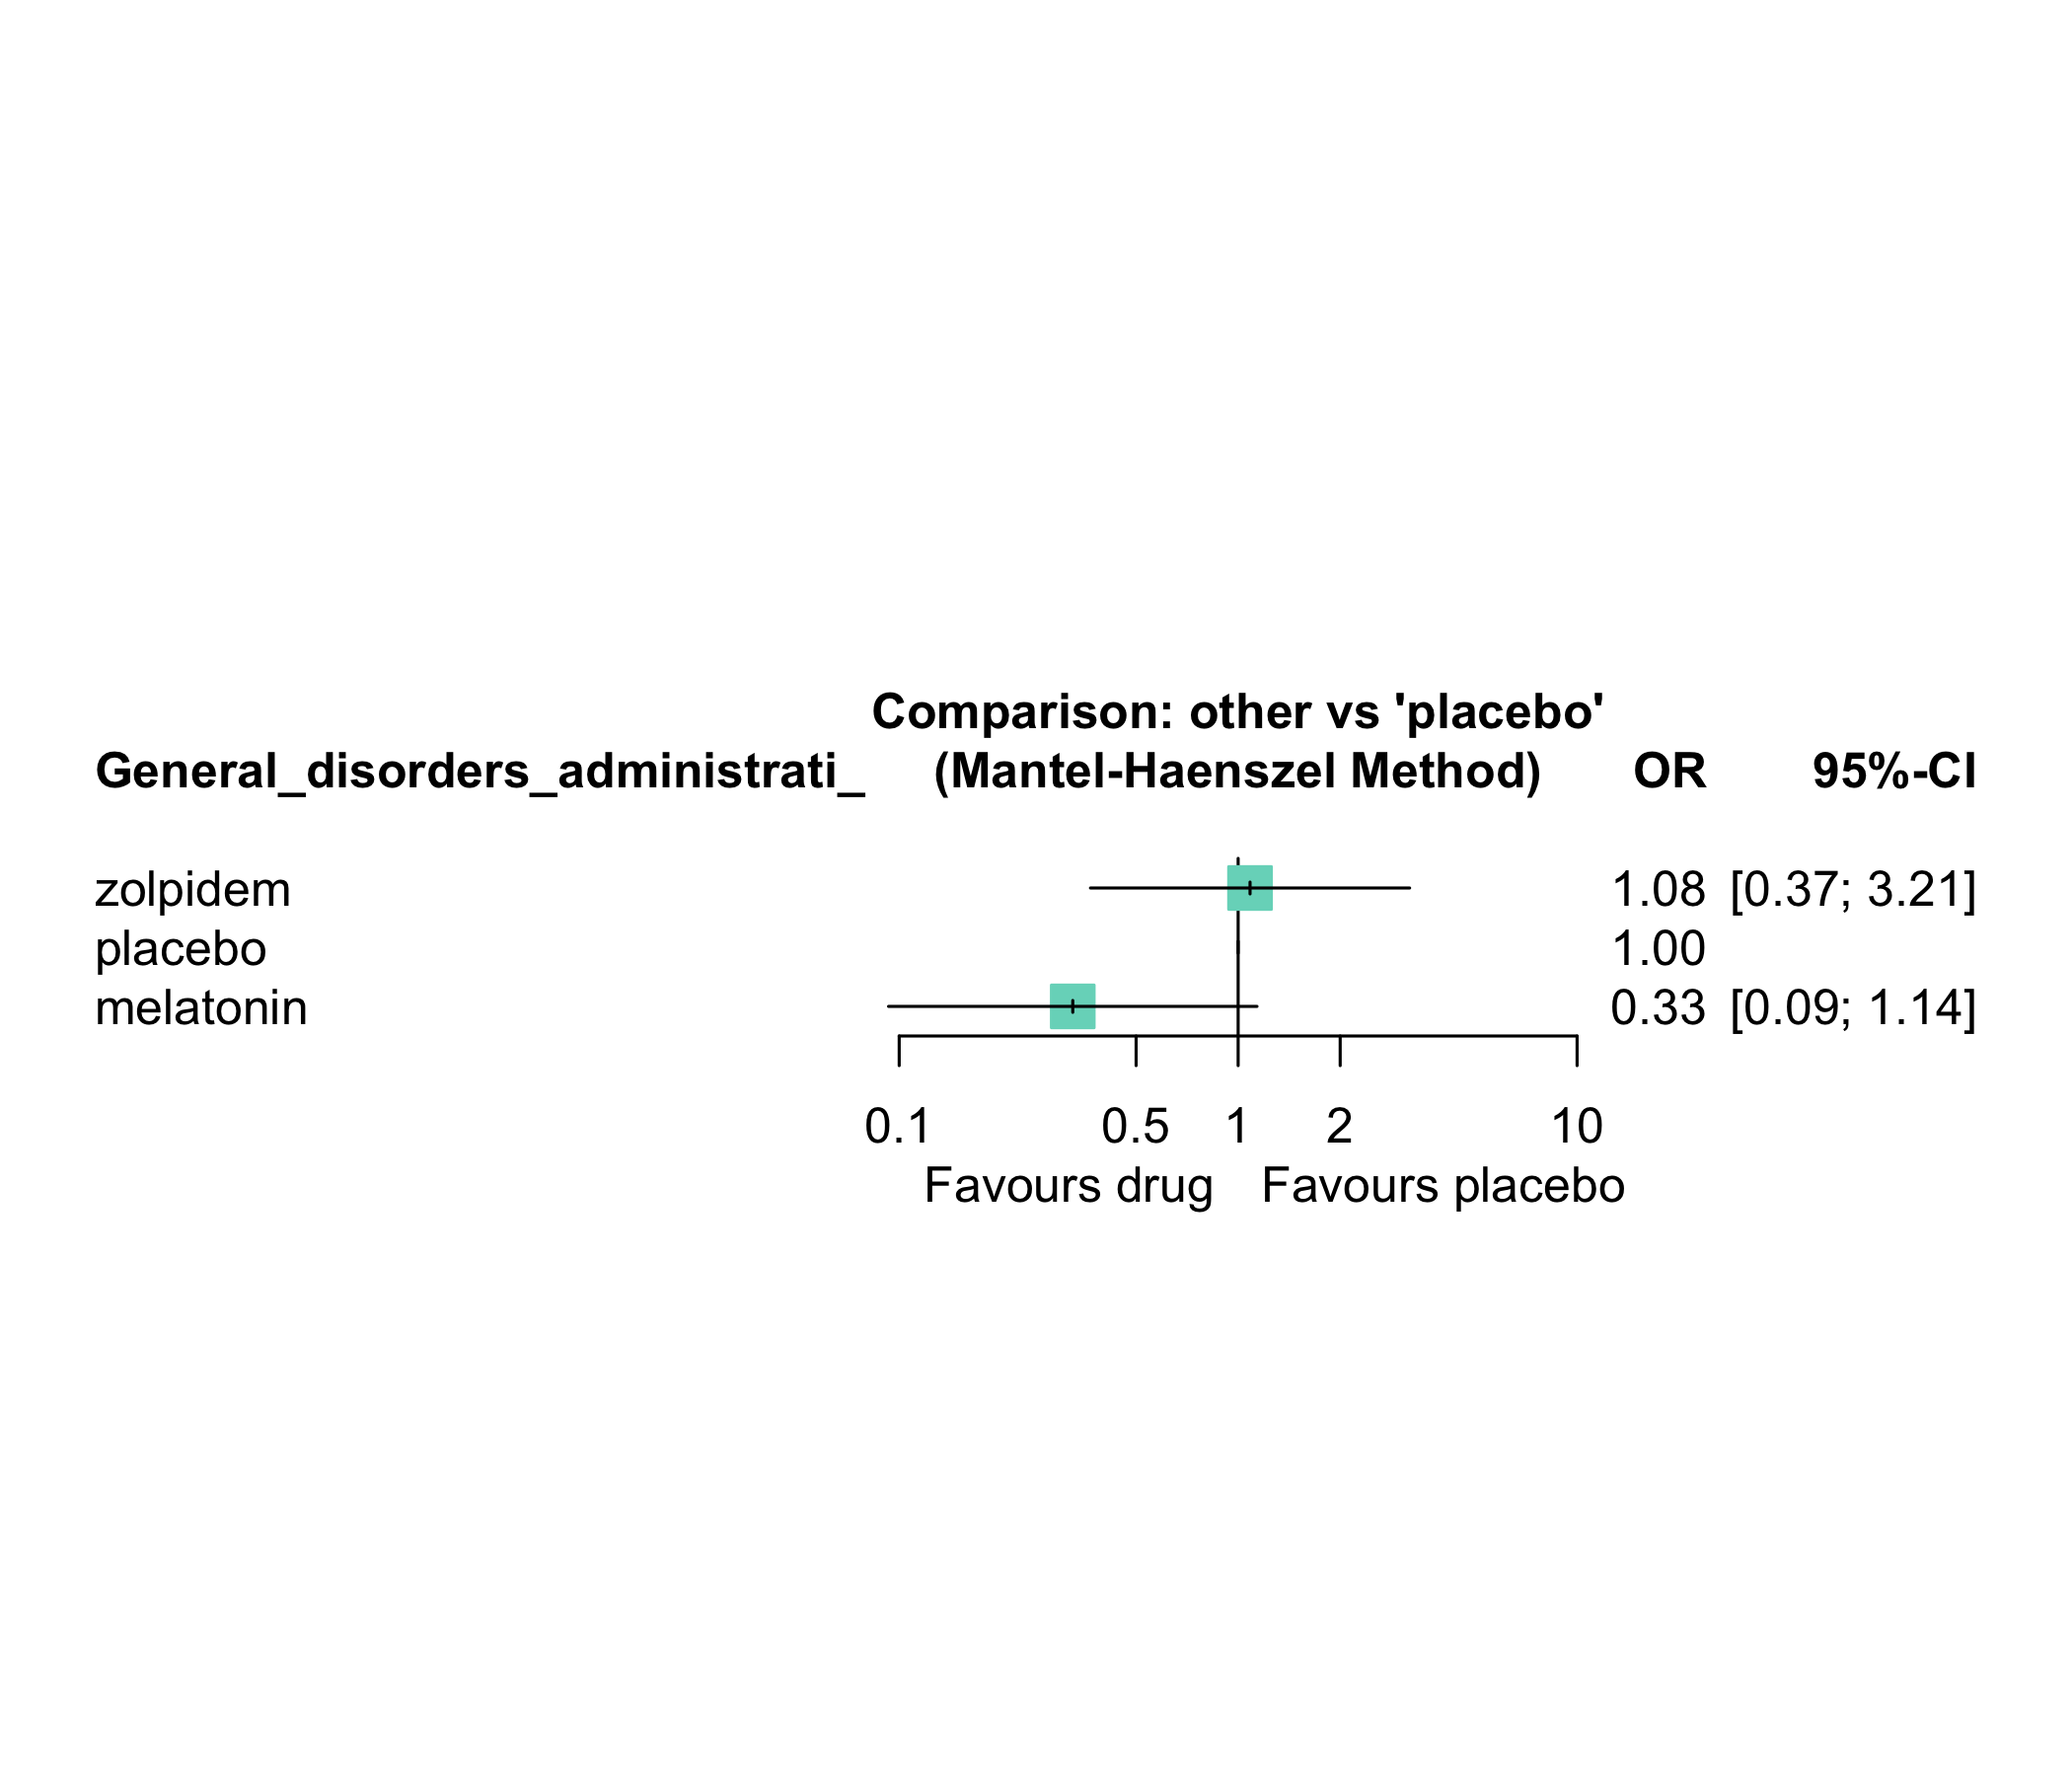 Comparison: other vs 'placebo'
General_disorders_administrati_ (Mantel-Haenszel Method) OR 95%-CI
zolpidem 1.08 [0.37; 3.21]
placebo 1.00
melatonin 0.33 [0.09; 1.14]
0.1 0.5 1 2 10
Favours drug Favours placebo